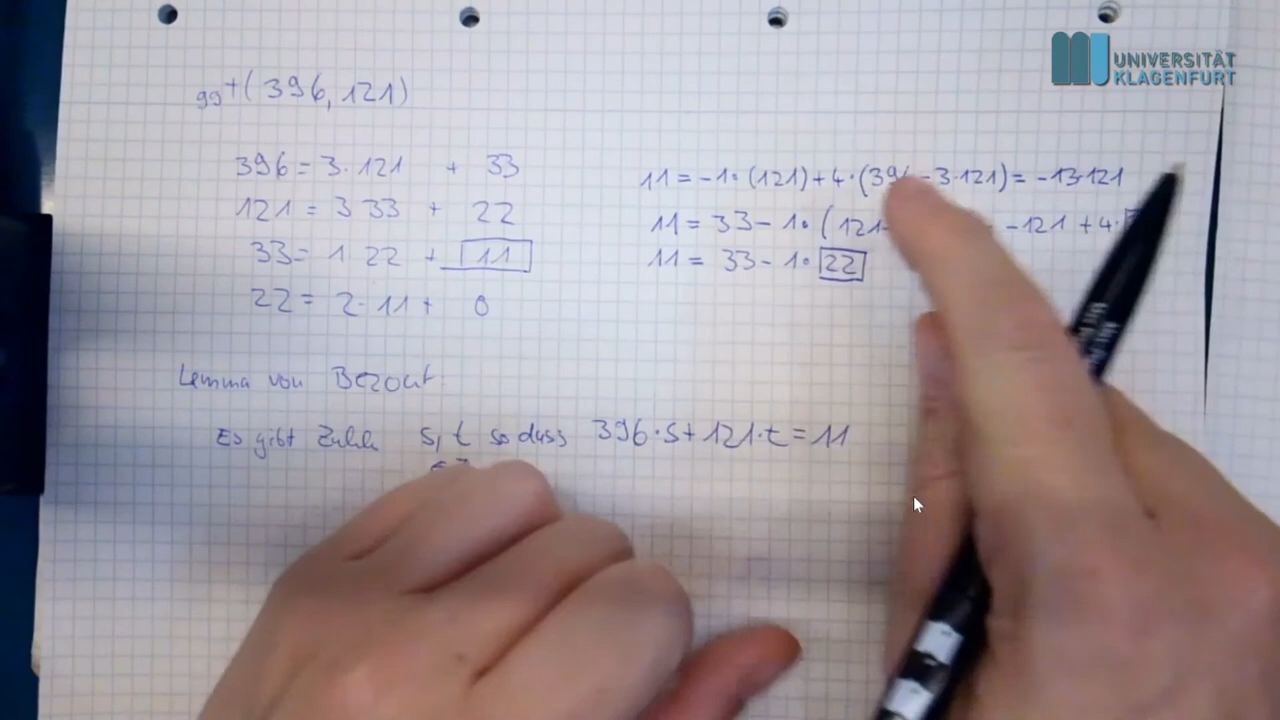 UNIVERSITÄT
KLAGENFURT
ggT(396, 121)
396 = 3·121 + 33
121 = 3 33 + 22
33 = 1 22 + 11
22 = 2·11 + 0
11 = -1·(121) + 4·(396 - 3·121) = -13·121
11 = 33 - 1·(121 -121 + 4·
11 = 33 - 1·22
Lemma von Bezout
Es gibt Zahlen s, t so dass 396·s + 121·t = 11